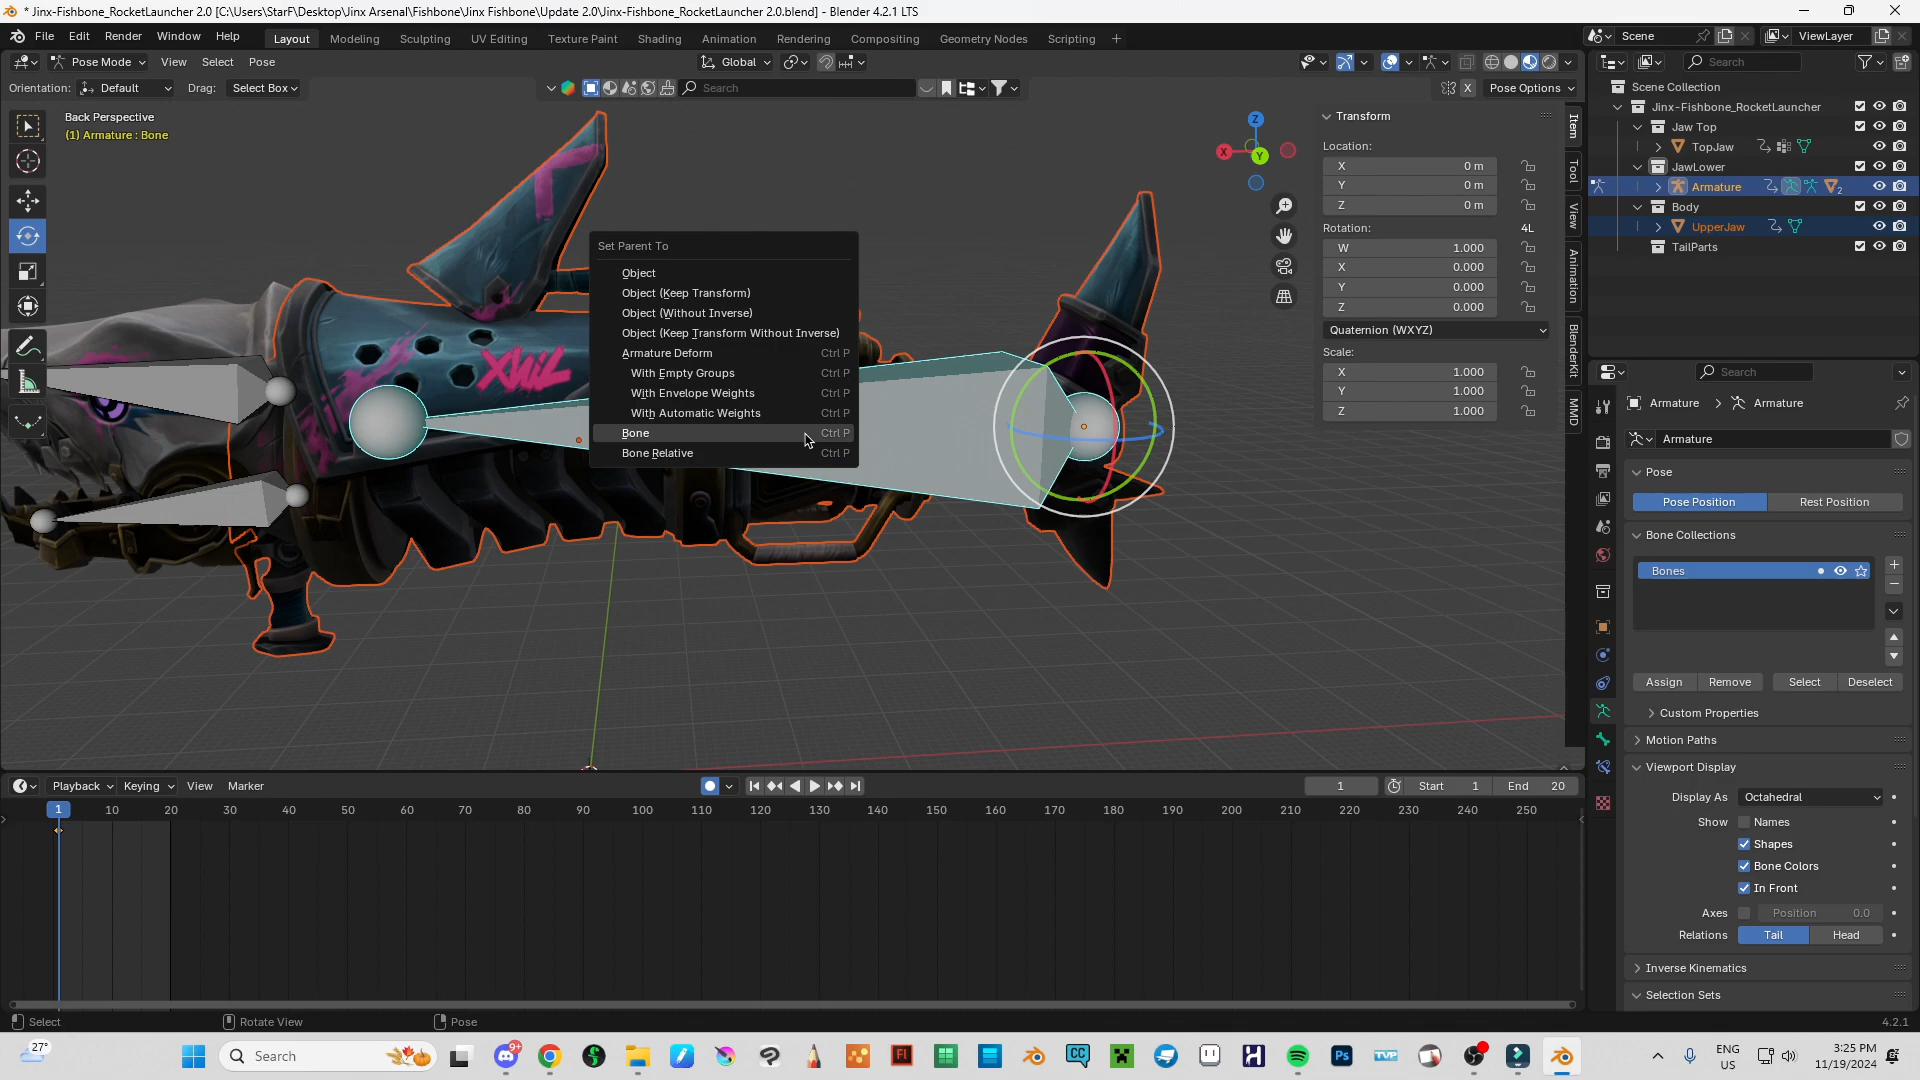 * Jinx-Fishbone_RocketLauncher 2.0 [C:\Users\StarF\Desktop\Jinx Arsenal\Fishbone\Jinx Fishbone\Update 2.0\Jinx-Fishbone_RocketLauncher 2.0.blend] - Blender 4.2.1 LTS
File Edit Render Window Help Layout Modeling Sculpting UV Editing Texture Paint Shading Animation Rendering Compositing Geometry Nodes Scripting + Scene ViewLayer
Pose Mode View Select Pose Global Search
Orientation: Default Drag: Select Box Search X Pose Options
Back Perspective
(1) Armature : Bone
Z
X
Y
Set Parent To
Object
Object (Keep Transform)
Object (Without Inverse)
Object (Keep Transform Without Inverse)
Armature Deform Ctrl P
With Empty Groups Ctrl P
With Envelope Weights Ctrl P
With Automatic Weights Ctrl P
Bone Ctrl P
Bone Relative Ctrl P
Transform
Location:
X 0 m
Y 0 m
Z 0 m
Rotation: 4L
W 1.000
X 0.000
Y 0.000
Z 0.000
Quaternion (WXYZ)
Scale:
X 1.000
Y 1.000
Z 1.000
Item
Tool
View
Animation
BlenderKit
MMD
Scene Collection
Jinx-Fishbone_RocketLauncher
Jaw Top
TopJaw
JawLower
Armature 2
Body
UpperJaw
TailParts
Search
Armature > Armature
Armature
Pose
Pose Position Rest Position
Bone Collections
Bones
Assign Remove Select Deselect
Custom Properties
Motion Paths
Viewport Display
Display As Octahedral
Show Names
Shapes
Bone Colors
In Front
Axes Position 0.0
Relations Tail Head
Inverse Kinematics
Selection Sets
Playback Keying View Marker 1 Start 1 End 20
1 10 20 30 40 50 60 70 80 90 100 110 120 130 140 150 160 170 180 190 200 210 220 230 240 250
Select Rotate View Pose 4.2.1
27° Search 9+ Fl CC H Ps TVP ENG US 3:25 PM 11/19/2024